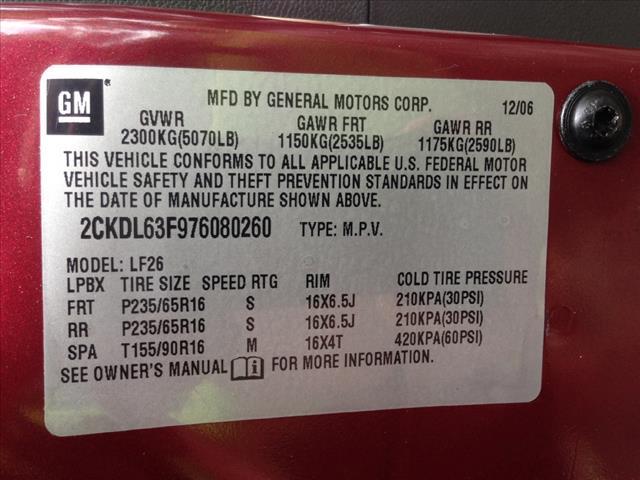 GM
MFD BY GENERAL MOTORS CORP. 12/06
GVWR GAWR FRT GAWR RR
2300KG(5070LB) 1150KG(2535LB) 1175KG(2590LB)
THIS VEHICLE CONFORMS TO ALL APPLICABLE U.S. FEDERAL MOTOR
VEHICLE SAFETY AND THEFT PREVENTION STANDARDS IN EFFECT ON
THE DATE OF MANUFACTURE SHOWN ABOVE.
2CKDL63F976080260 TYPE: M.P.V.
MODEL: LF26
LPBX TIRE SIZE SPEED RTG RIM COLD TIRE PRESSURE
FRT P235/65R16 S 16X6.5J 210KPA(30PSI)
RR P235/65R16 S 16X6.5J 210KPA(30PSI)
SPA T155/90R16 M 16X4T 420KPA(60PSI)
SEE OWNER'S MANUAL i FOR MORE INFORMATION.